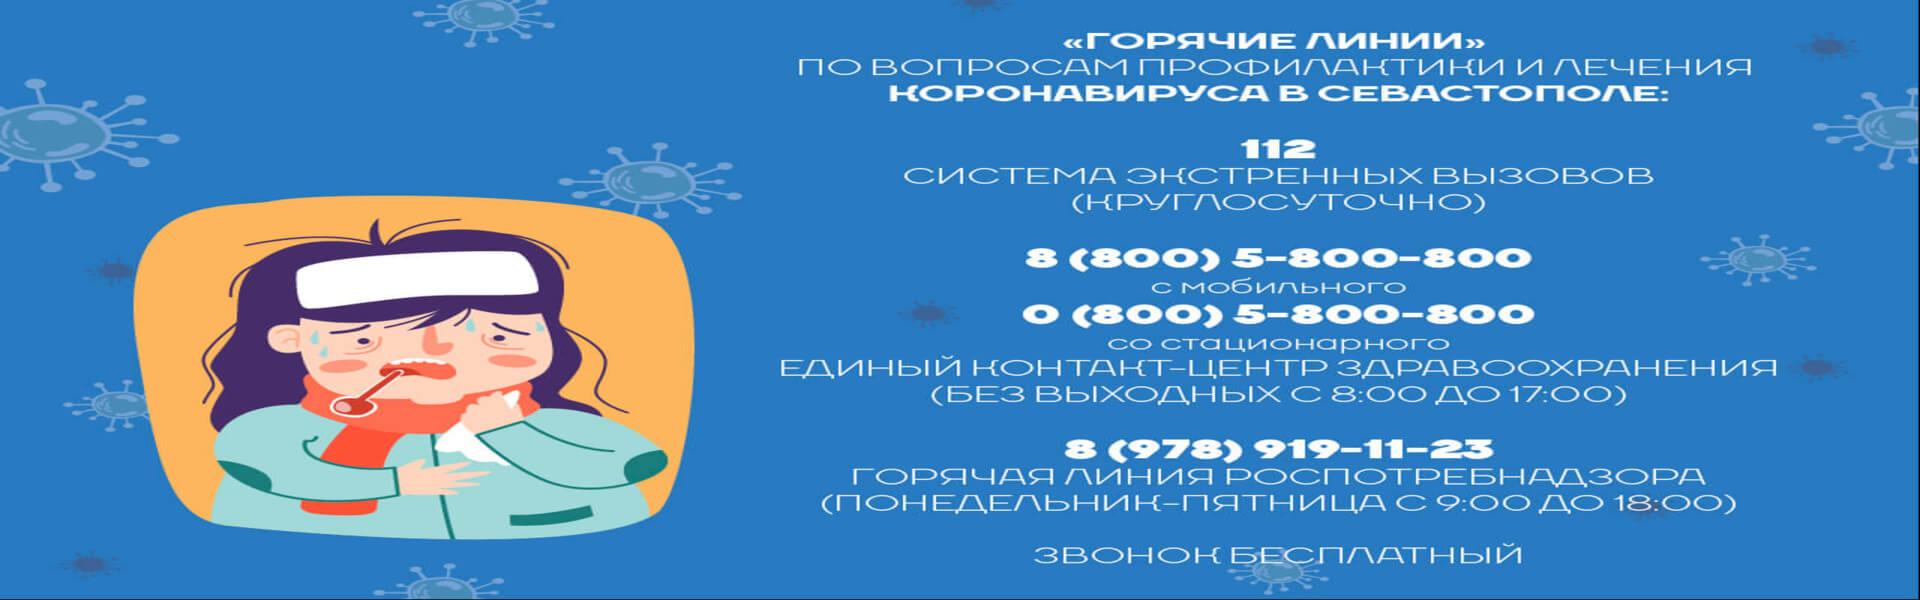 «ГОРЯЧИЕ ЛИНИИ»
ПО ВОПРОСАМ ПРОФИЛАКТИКИ И ЛЕЧЕНИЯ
КОРОНАВИРУСА В СЕВАСТОПОЛЕ:
112
СИСТЕМА ЭКСТРЕННЫХ ВЫЗОВОВ
(КРУГЛОСУТОЧНО)
8 (800) 5-800-800
с мобильного
0 (800) 5-800-800
со стационарного
ЕДИНЫЙ КОНТАКТ-ЦЕНТР ЗДРАВООХРАНЕНИЯ
(БЕЗ ВЫХОДНЫХ С 8:00 ДО 17:00)
8 (978) 919-11-23
ГОРЯЧАЯ ЛИНИЯ РОСПОТРЕБНАДЗОРА
(ПОНЕДЕЛЬНИК-ПЯТНИЦА С 9:00 ДО 18:00)
ЗВОНОК БЕСПЛАТНЫЙ